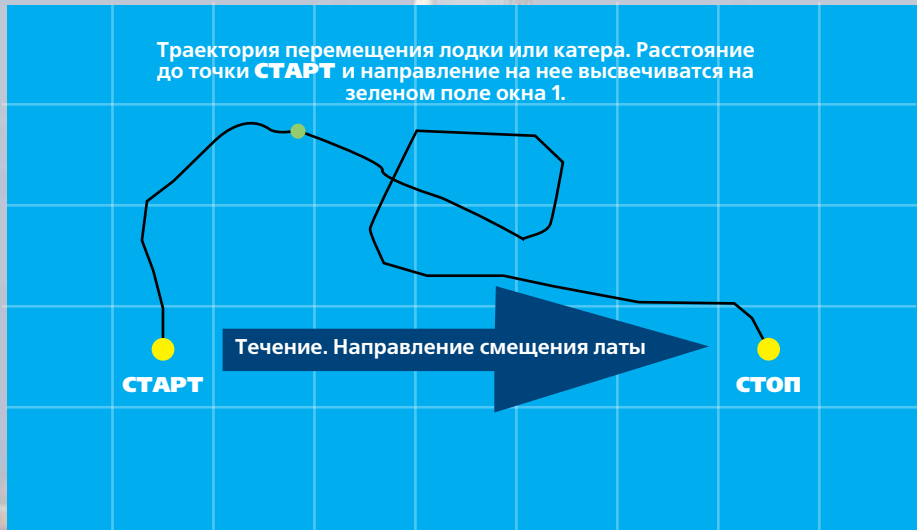 Траектория перемещения лодки или катера. Расстояние
до точки СТАРТ и направление на нее высвечиватся на
зеленом поле окна 1.
Течение. Направление смещения латы
СТАРТ
СТОП